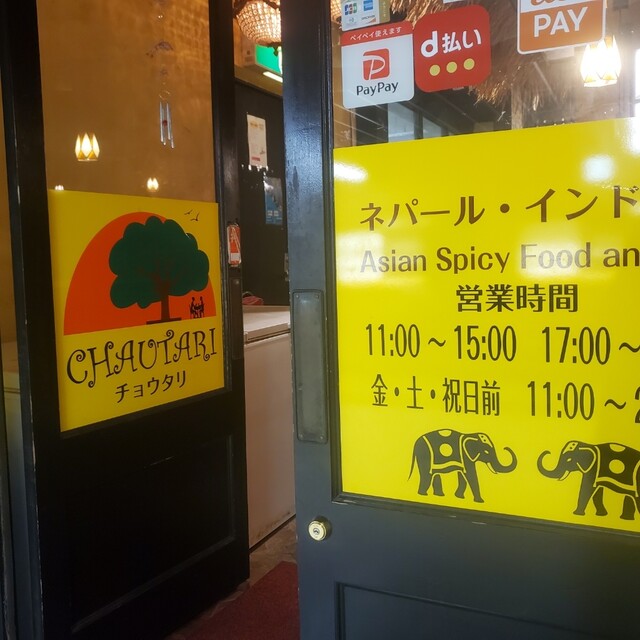 CHAUTARI
チョウタリ
JCB
ペイペイ使えます
PayPay
d払い
PAY
ネパール・インド
Asian Spicy Food an
営業時間
11:00～15:00 17:00～
金・土・祝日前 11:00～2